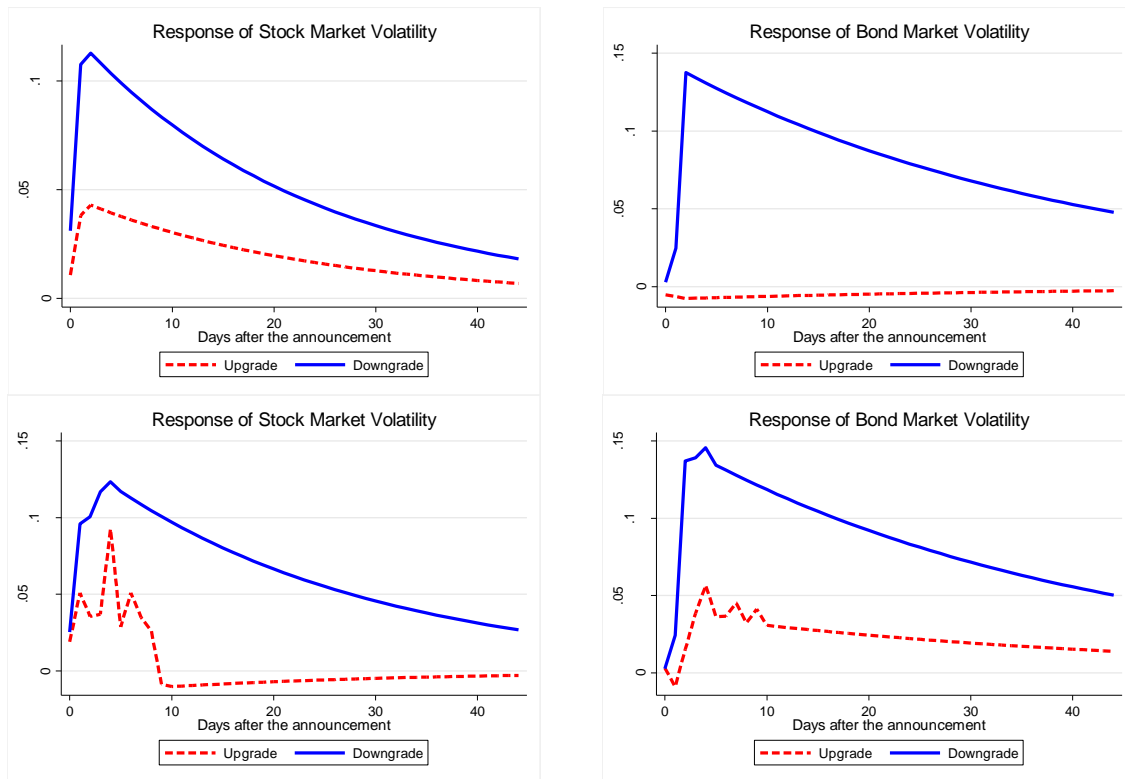 Response of Stock Market Volatility
.1
.05
0
0 10 20 30 40
Days after the announcement
Upgrade Downgrade
Response of Bond Market Volatility
.15
.1
.05
0
0 10 20 30 40
Days after the announcement
Upgrade Downgrade
Response of Stock Market Volatility
.15
.1
.05
0
0 10 20 30 40
Days after the announcement
Upgrade Downgrade
Response of Bond Market Volatility
.15
.1
.05
0
0 10 20 30 40
Days after the announcement
Upgrade Downgrade